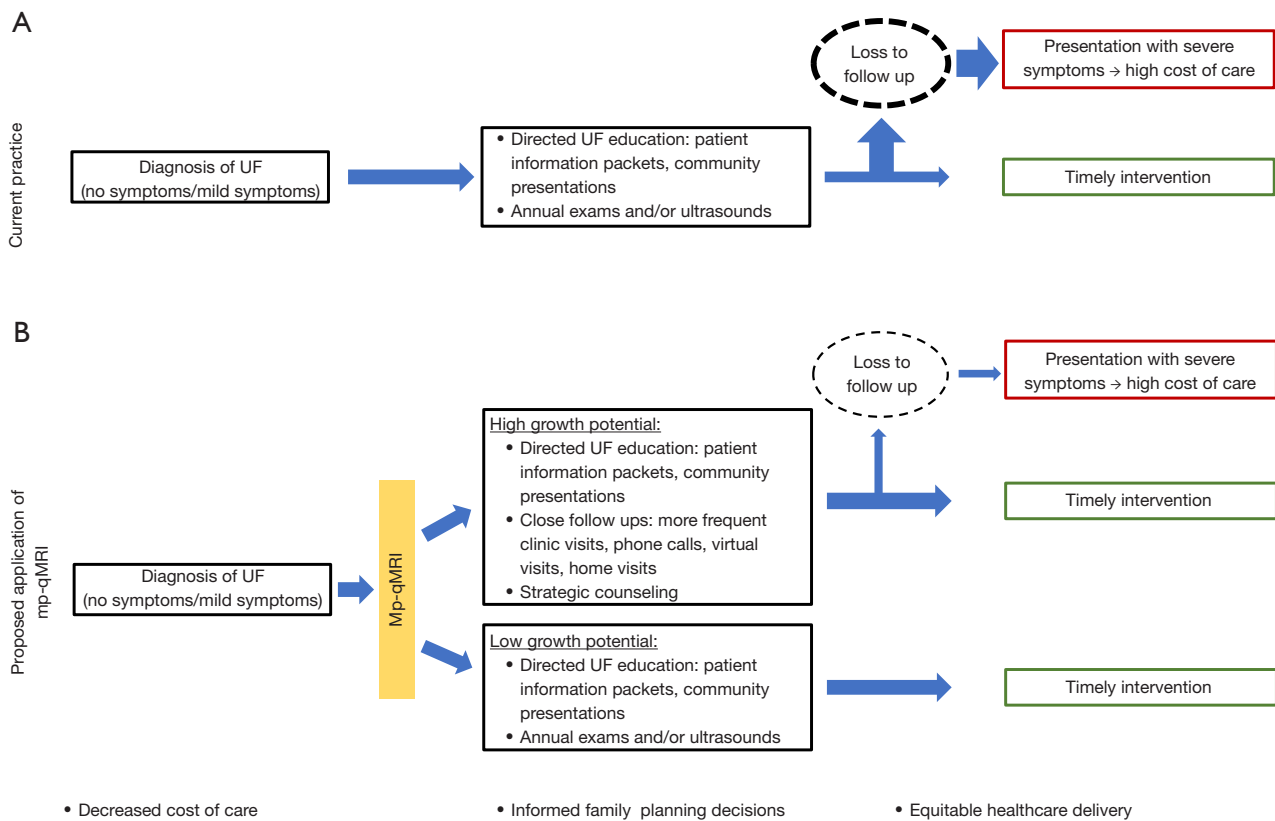 A
Current practice
Diagnosis of UF
(no symptoms/mild symptoms)
• Directed UF education: patient
information packets, community
presentations
• Annual exams and/or ultrasounds
Loss to
follow up
Presentation with severe
symptoms → high cost of care
Timely intervention
B
Proposed application of
mp-qMRI
Diagnosis of UF
(no symptoms/mild symptoms)
Mp-qMRI
High growth potential:
• Directed UF education: patient
information packets, community
presentations
• Close follow ups: more frequent
clinic visits, phone calls, virtual
visits, home visits
• Strategic counseling
Loss to
follow up
Presentation with severe
symptoms → high cost of care
Timely intervention
Low growth potential:
• Directed UF education: patient
information packets, community
presentations
• Annual exams and/or ultrasounds
Timely intervention
• Decreased cost of care
• Informed family planning decisions
• Equitable healthcare delivery